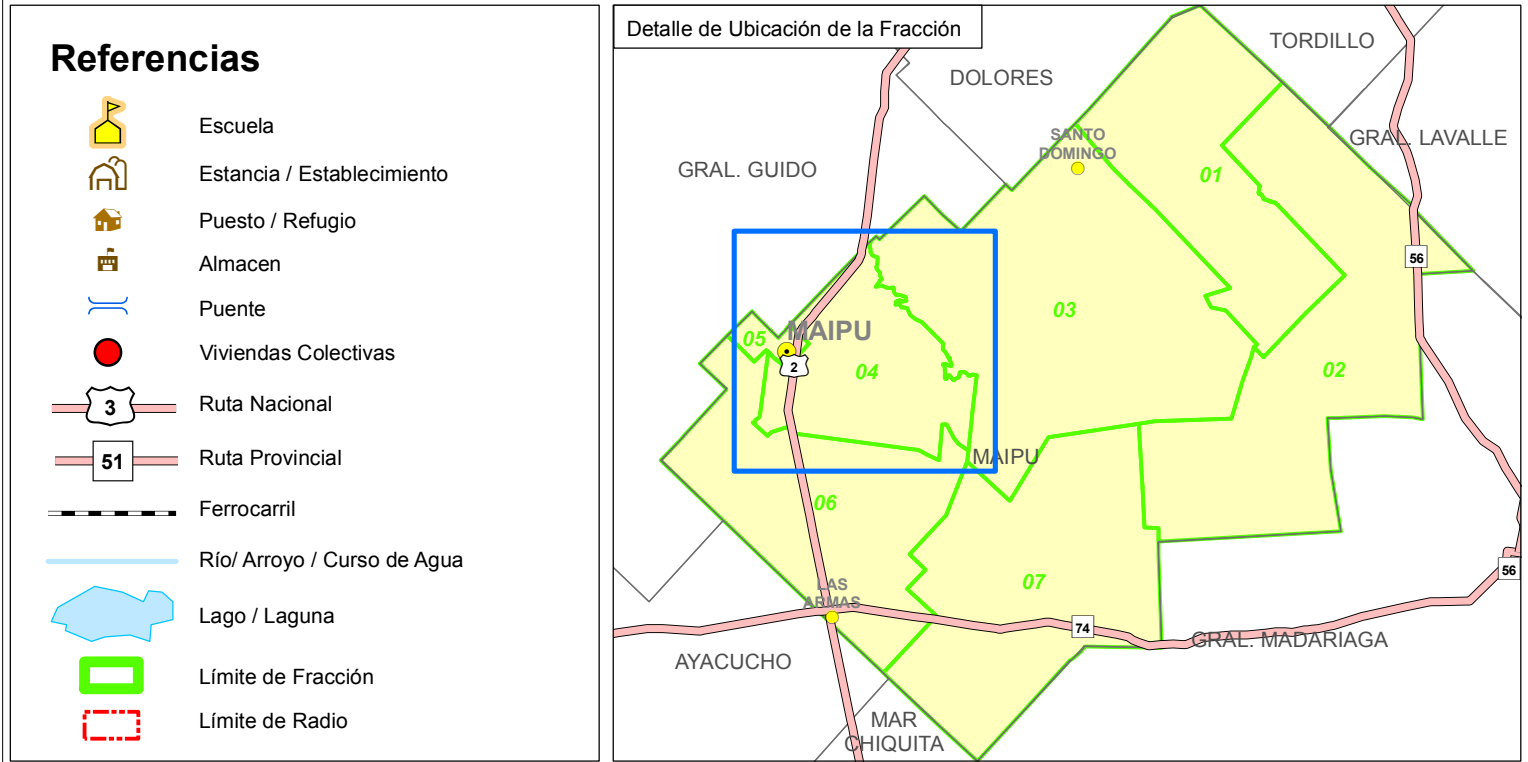 Referencias
Escuela
Estancia / Establecimiento
Puesto / Refugio
Almacen
Puente
Viviendas Colectivas
3
Ruta Nacional
51
Ruta Provincial
Ferrocarril
Río/ Arroyo / Curso de Agua
Lago / Laguna
Límite de Fracción
Límite de Radio
Detalle de Ubicación de la Fracción
TORDILLO
DOLORES
SANTO
DOMINGO
GRAL. LAVALLE
GRAL. GUIDO
01
56
03
MAIPU
05
2
04
02
MAIPU
06
56
07
LAS
ARMAS
74
GRAL. MADARIAGA
AYACUCHO
MAR
CHIQUITA